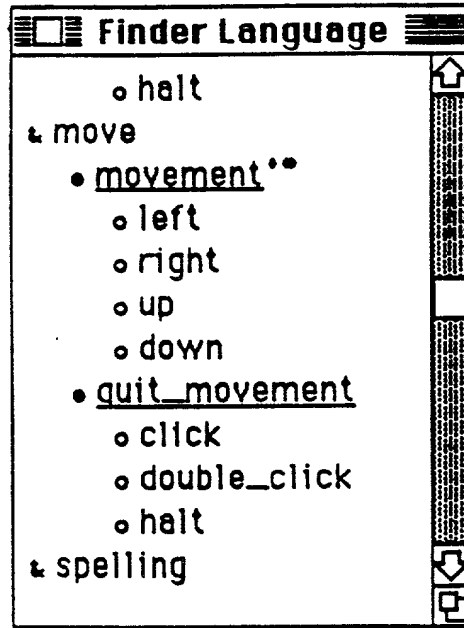 Finder Language
halt
move
movement
left
right
up
down
quit_movement
click
double_click
halt
spelling